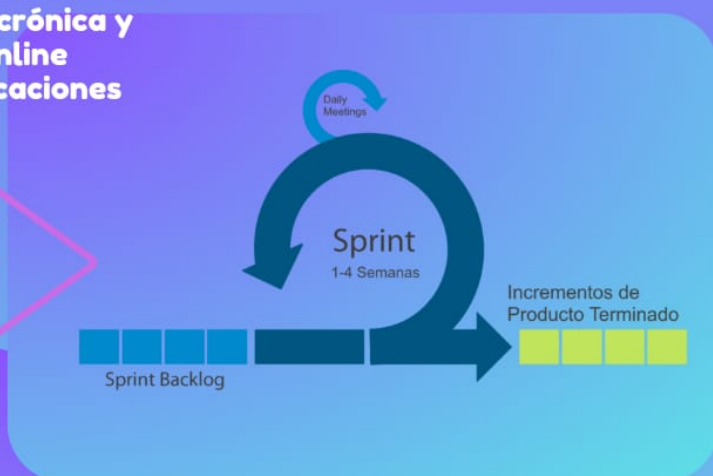 crónica y
nline
caciones
Daily
Meetings
Sprint
1-4 Semanas
Incrementos de
Producto Terminado
Sprint Backlog